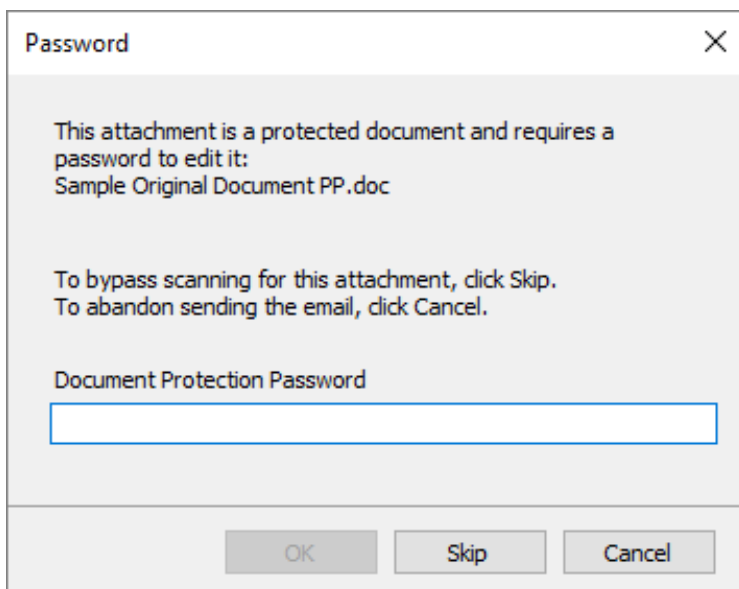 Password
This attachment is a protected document and requires a
password to edit it:
Sample Original Document PP.doc
To bypass scanning for this attachment, click Skip.
To abandon sending the email, click Cancel.
Document Protection Password
OK
Skip
Cancel